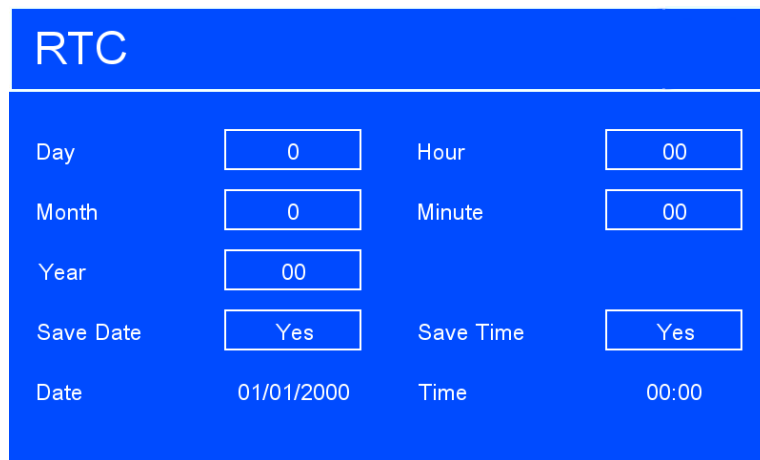 RTC
Day 0 Hour 00
Month 0 Minute 00
Year 00
Save Date Yes Save Time Yes
Date 01/01/2000 Time 00:00